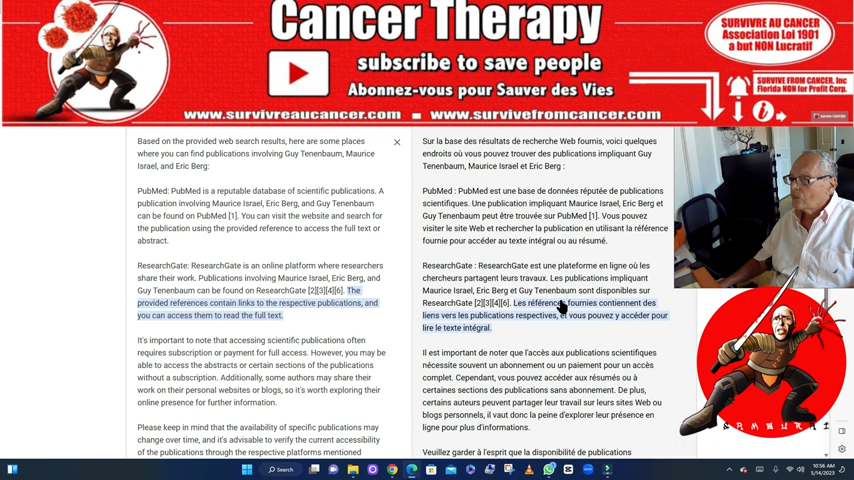 Cancer Therapy
subscribe to save people
Abonnez-vous pour Sauver des Vies
www.survivreaucancer.com
www.survivefromcancer.com
SURVIVRE AU CANCER
Association Loi 1901
a but NON Lucratif
SURVIVE FROM CANCER. Inc
Florida NON for Profit Corp.
Based on the provided web search results, here are some places
where you can find publications involving Guy Tenenbaum, Maurice
Israel, and Eric Berg:
PubMed: PubMed is a reputable database of scientific publications. A
publication involving Maurice Israel, Eric Berg, and Guy Tenenbaum
can be found on PubMed [1]. You can visit the website and search for
the publication using the provided reference to access the full text or
abstract.
ResearchGate: ResearchGate is an online platform where researchers
share their work. Publications involving Maurice Israel, Eric Berg, and
Guy Tenenbaum can be found on ResearchGate [2][3][4][6]. The
provided references contain links to the respective publications, and
you can access them to read the full text.
It's important to note that accessing scientific publications often
requires subscription or payment for full access. However, you may be
able to access the abstracts or certain sections of the publications
without a subscription. Additionally, some authors may share their
work on their personal websites or blogs, so it's worth exploring their
online presence for further information.
Please keep in mind that the availability of specific publications may
change over time, and it's advisable to verify the current accessibility
of the publications through the respective platforms mentioned
Sur la base des résultats de recherche Web fournis, voici quelques
endroits où vous pouvez trouver des publications impliquant Guy
Tenenbaum, Maurice Israel et Eric Berg :
PubMed : PubMed est une base de données réputée de publications
scientifiques. Une publication impliquant Maurice Israel, Eric Berg et
Guy Tenenbaum peut être trouvée sur PubMed [1). Vous pouvez
visiter le site Web et rechercher la publication en utilisant la référence
fournie pour accéder au texte intégral ou au résumé.
ResearchGate : ResearchGate est une plateforme en ligne où les
chercheurs partagent leurs travaux. Les publications impliquant
Maurice Israel, Eric Berg et Guy Tenenbaum sont disponibles sur
ResearchGate [2][3][4][6]. Les références fournies contiennent des
liens vers les publications respectives, et vous pouvez y accéder pour
lire le texte intégral.
Il est important de noter que l'accès aux publications scientifiques
nécessite souvent un abonnement ou un paiement pour un accès
complet. Cependant, vous pouvez accéder aux résumés ou à
certaines sections des publications sans abonnement. De plus,
certains auteurs peuvent partager leur travail sur leurs sites Web ou
blogs personnels, il vaut donc la peine d'explorer leur présence en
ligne pour plus d'informations.
Veuillez garder à l'esprit que la disponibilité de publications
SAMOURAI
Search
10:56 AM
5/14/2023